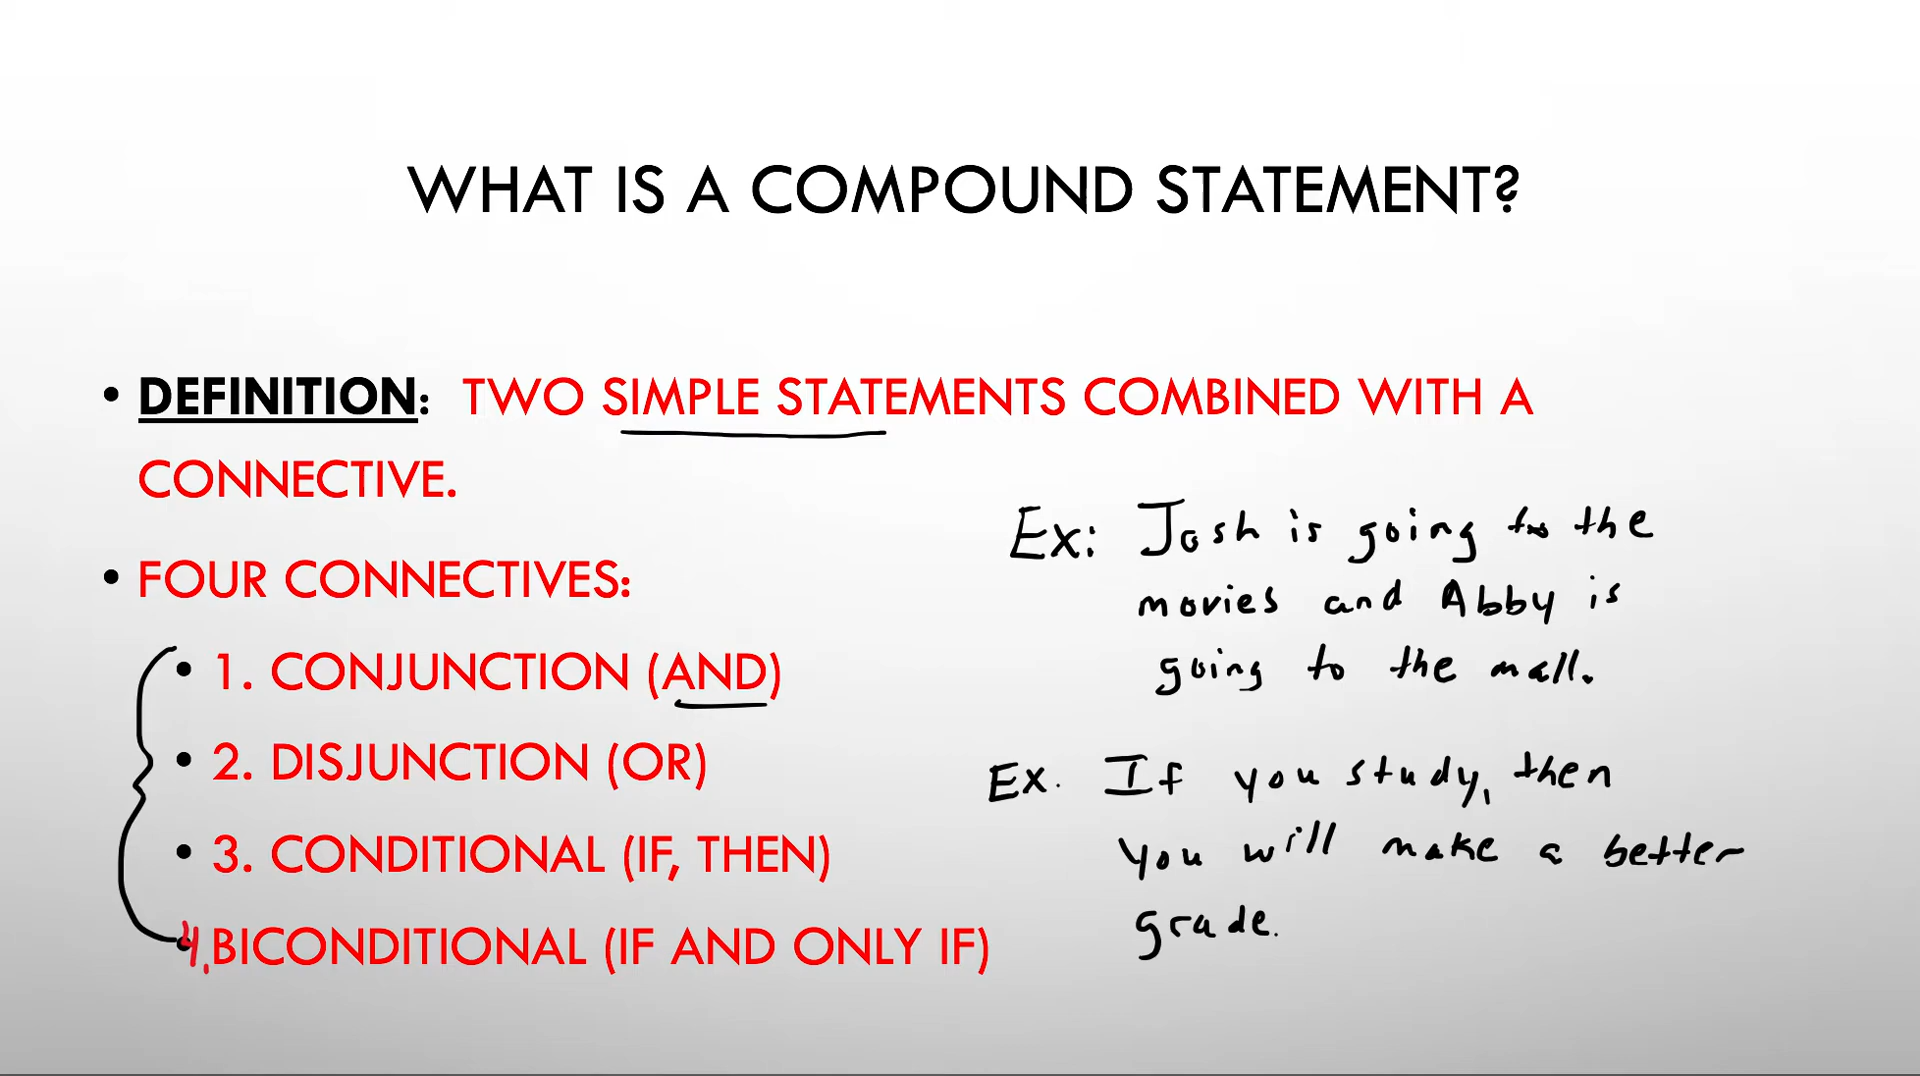 WHAT IS A COMPOUND STATEMENT?
• DEFINITION: TWO SIMPLE STATEMENTS COMBINED WITH A
CONNECTIVE.
• FOUR CONNECTIVES:
• 1. CONJUNCTION (AND)
• 2. DISJUNCTION (OR)
• 3. CONDITIONAL (IF, THEN)
• 4. BICONDITIONAL (IF AND ONLY IF)
Ex: Josh is going to the
movies and Abby is
going to the mall.
Ex. If you study, then
you will make a better
grade.